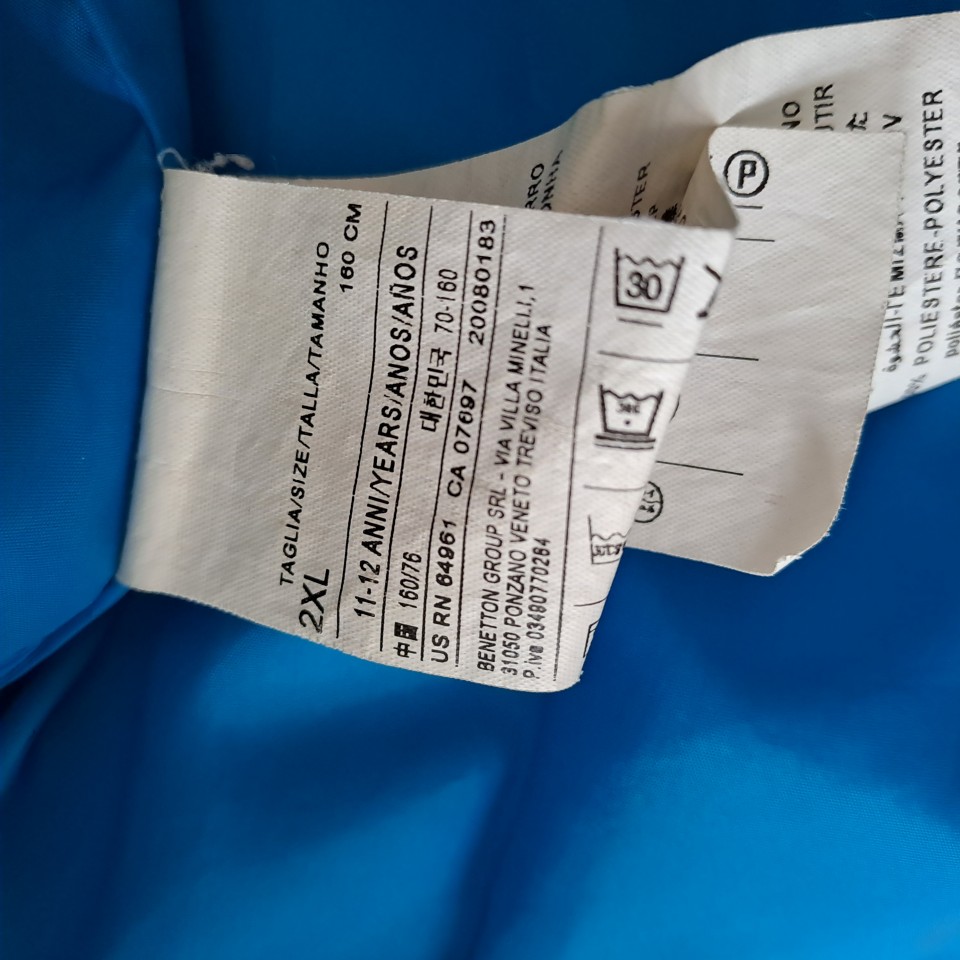 TAGLIA/SIZE/TALLA/TAMANHO
2XL 160 CM
11-12 ANNI/YEARS/ANOS/AÑOS
中國 160/76 대한민국 70-160
US RN 64961 CA 07697 20080183
BENETTON GROUP SRL - VIA VILLA MINELLI,1
31050 PONZANO VENETO TREVISO ITALIA
P.iva 03490770264
P
POLIESTERE-POLYESTER